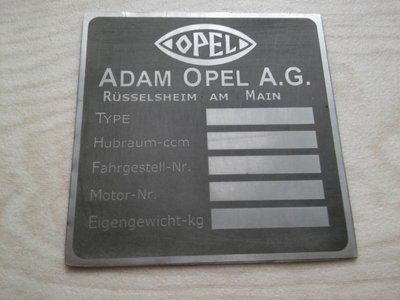 OPEL
ADAM OPEL A.G.
RÜSSELSHEIM AM MAIN
TYPE
Hubraum-ccm
Fahrgestell-Nr.
Motor-Nr.
Eigengewicht-kg